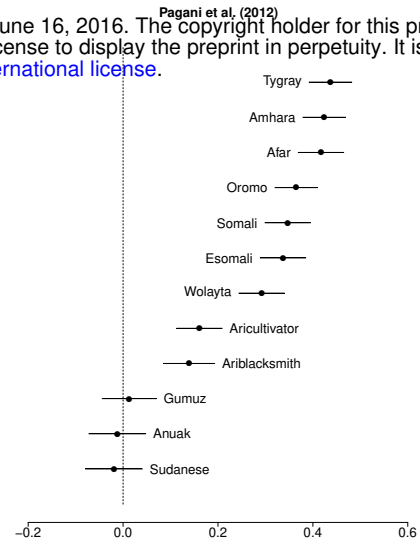 Pagani et al. (2012)
une 16, 2016. The copyright holder for this pr
cense to display the preprint in perpetuity. It is
ernational license.
Tygray
Amhara
Afar
Oromo
Somali
Esomali
Wolayta
Aricultivator
Ariblacksmith
Gumuz
Anuak
Sudanese
−0.2 0.0 0.2 0.4 0.6